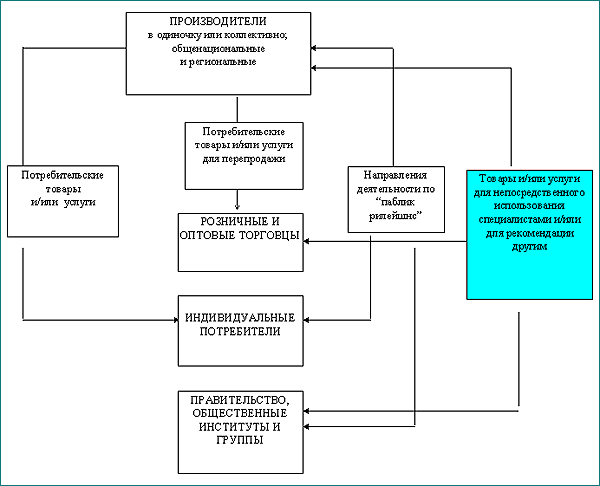 ПРОИЗВОДИТЕЛИ
в одиночку или коллективно;
общенациональные
и региональные
Потребительские
товары и/или услуги
для перепродажи
Потребительские
товары
и/или услуги
Направления
деятельности по
“паблик
рилейшнс”
Товары и/или услуги
для непосредственного
использования
специалистами и/или
для рекомендации
другим
РОЗНИЧНЫЕ И
ОПТОВЫЕ ТОРГОВЦЫ
ИНДИВИДУАЛЬНЫЕ
ПОТРЕБИТЕЛИ
ПРАВИТЕЛЬСТВО,
ОБЩЕСТВЕННЫЕ
ИНСТИТУТЫ И
ГРУППЫ